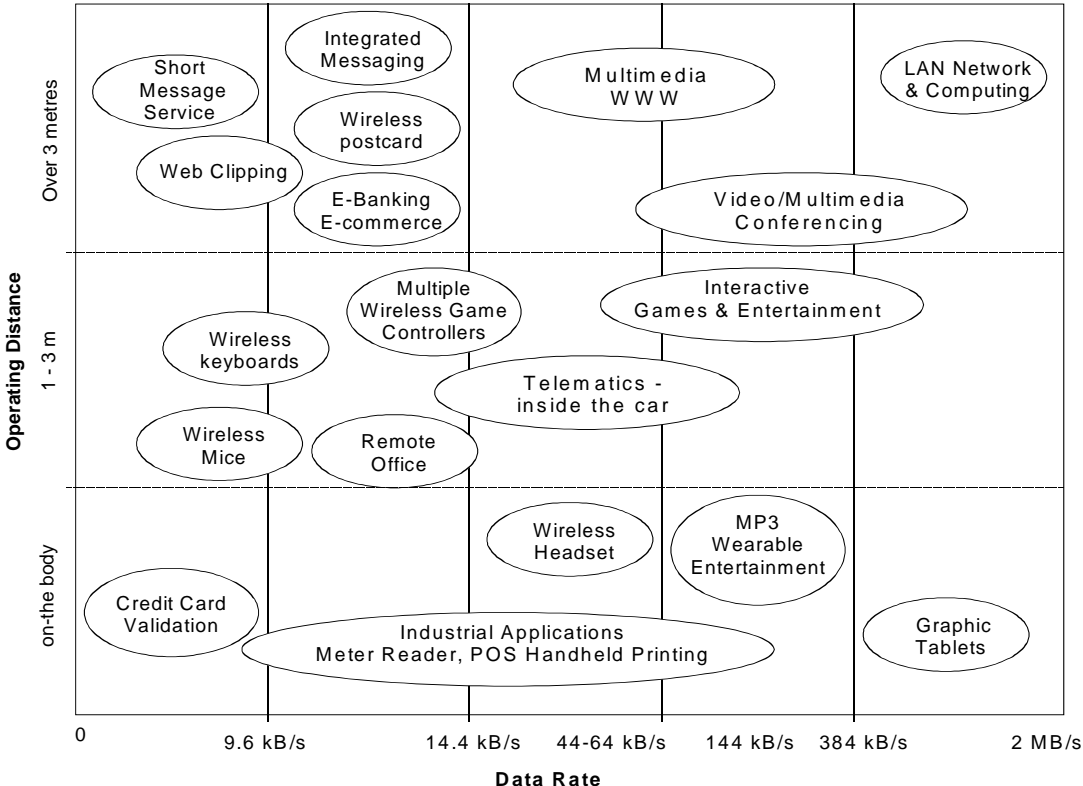 Integrated
Messaging
Short
Message
Service
Multimedia
WWW
LAN Network
& Computing
Wireless
postcard
Web Clipping
E-Banking
E-commerce
Video/Multimedia
Conferencing
Over 3 metres
Multiple
Wireless Game
Controllers
Interactive
Games & Entertainment
Wireless
keyboards
Telematics -
inside the car
Wireless
Mice
Remote
Office
1 - 3 m
Operating Distance
Wireless
Headset
MP3
Wearable
Entertainment
Credit Card
Validation
Industrial Applications
Meter Reader, POS Handheld Printing
Graphic
Tablets
on-the body
0
9.6 kB/s
14.4 kB/s
44-64 kB/s
144 kB/s
384 kB/s
2 MB/s
Data Rate